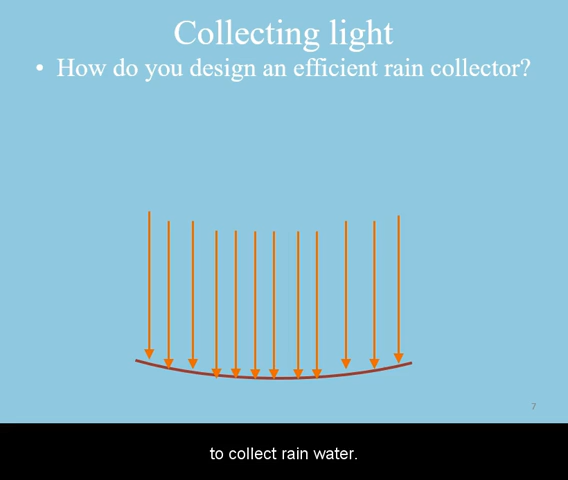 Collecting light
• How do you design an efficient rain collector?
7
to collect rain water.